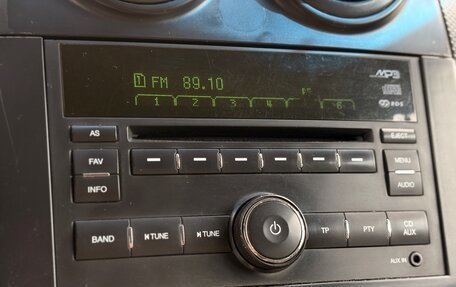 1 FM 89.10
MP3
1 2 3 4 6
RDS
AS
EJECT
FAV
MENU
INFO
AUDIO
BAND
TUNE
TUNE
TP
PTY
CD
AUX
AUX IN